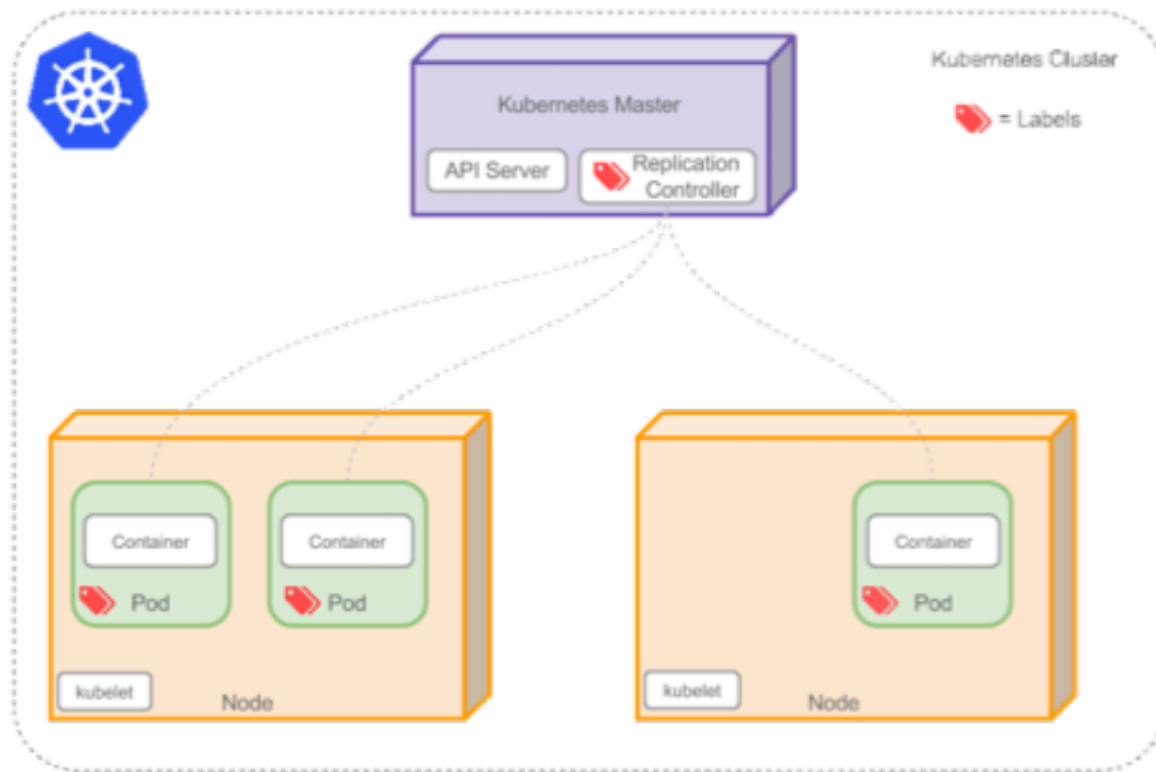 Kubernetes Cluster
= Labels
Kubernetes Master
API Server
Replication
Controller
Container
Pod
Container
Pod
kubelet
Node
Container
Pod
kubelet
Node